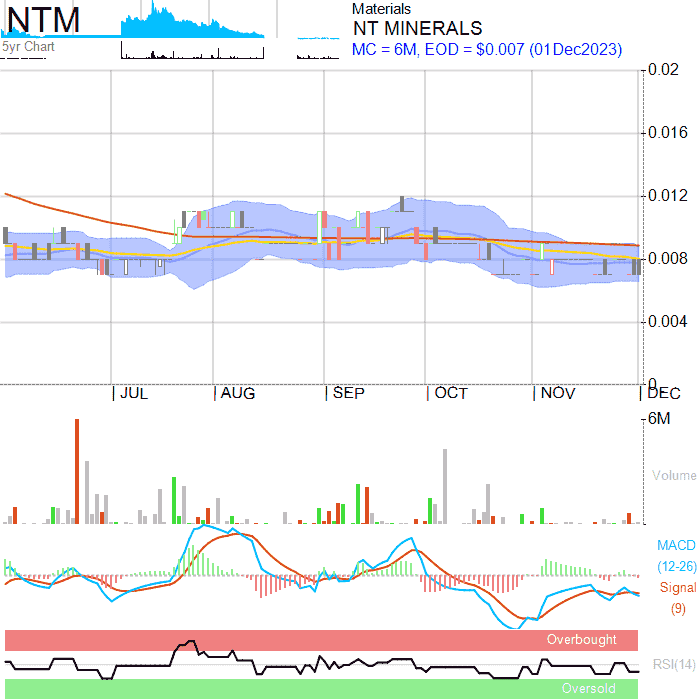 NTM
5yr Chart
Materials
NT MINERALS
MC = 6M, EOD = $0.007 (01Dec2023)
0.02
0.016
0.012
0.008
0.004
0
JUL AUG SEP OCT NOV DEC
6M
Volume
MACD
(12-26)
Signal
(9)
Overbought
RSI(14)
Oversold